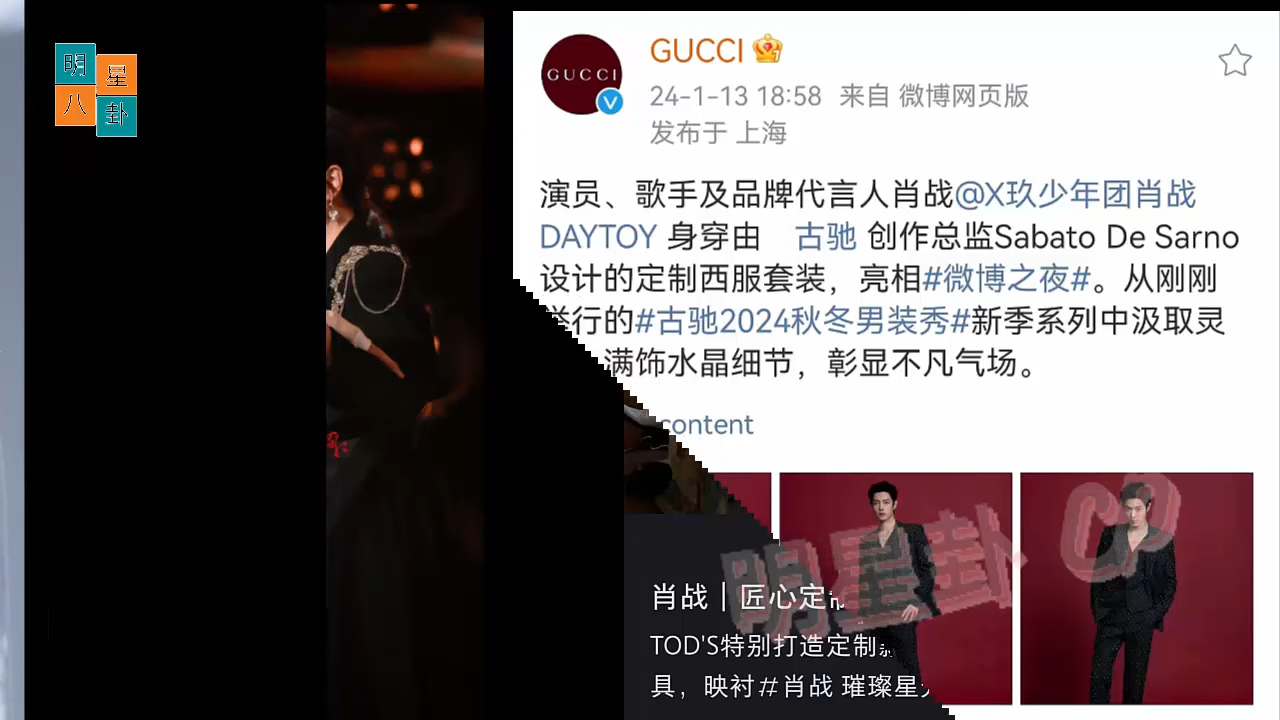 明星
八卦
GUCCI
GUCCI
24-1-13 18:58 来自 微博网页版
发布于 上海
演员、歌手及品牌代言人肖战@X玖少年团肖战
DAYTOY 身穿由 古驰 创作总监Sabato De Sarno
设计的定制西服套装，亮相#微博之夜#。从刚刚
举行的#古驰2024秋冬男装秀#新季系列中汲取灵
满饰水晶细节，彰显不凡气场。
content
明星卦
肖战｜匠心定制
TOD'S特别打造定制
具，映衬#肖战 璀璨星